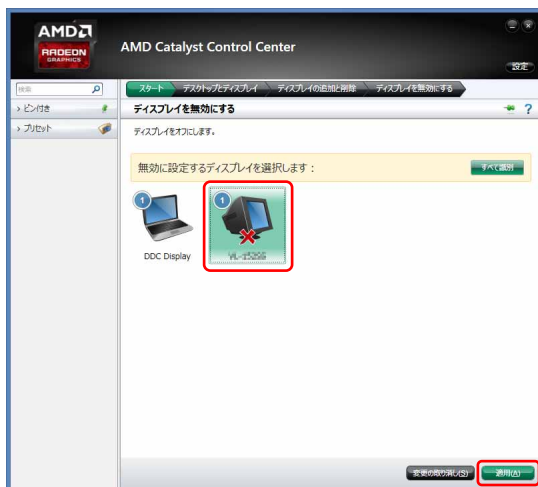 AMD
RADEON
GRAPHICS
AMD Catalyst Control Center
設定
検索
ピン付き
プリセット
スタート デスクトップとディスプレイ ディスプレイの追加と削除 ディスプレイを無効にする
ディスプレイを無効にする
?
ディスプレイをオフにします。
無効に設定するディスプレイを選択します：
すべて識別
1
1
DDC Display
変更の取り消し(S)
適用(A)